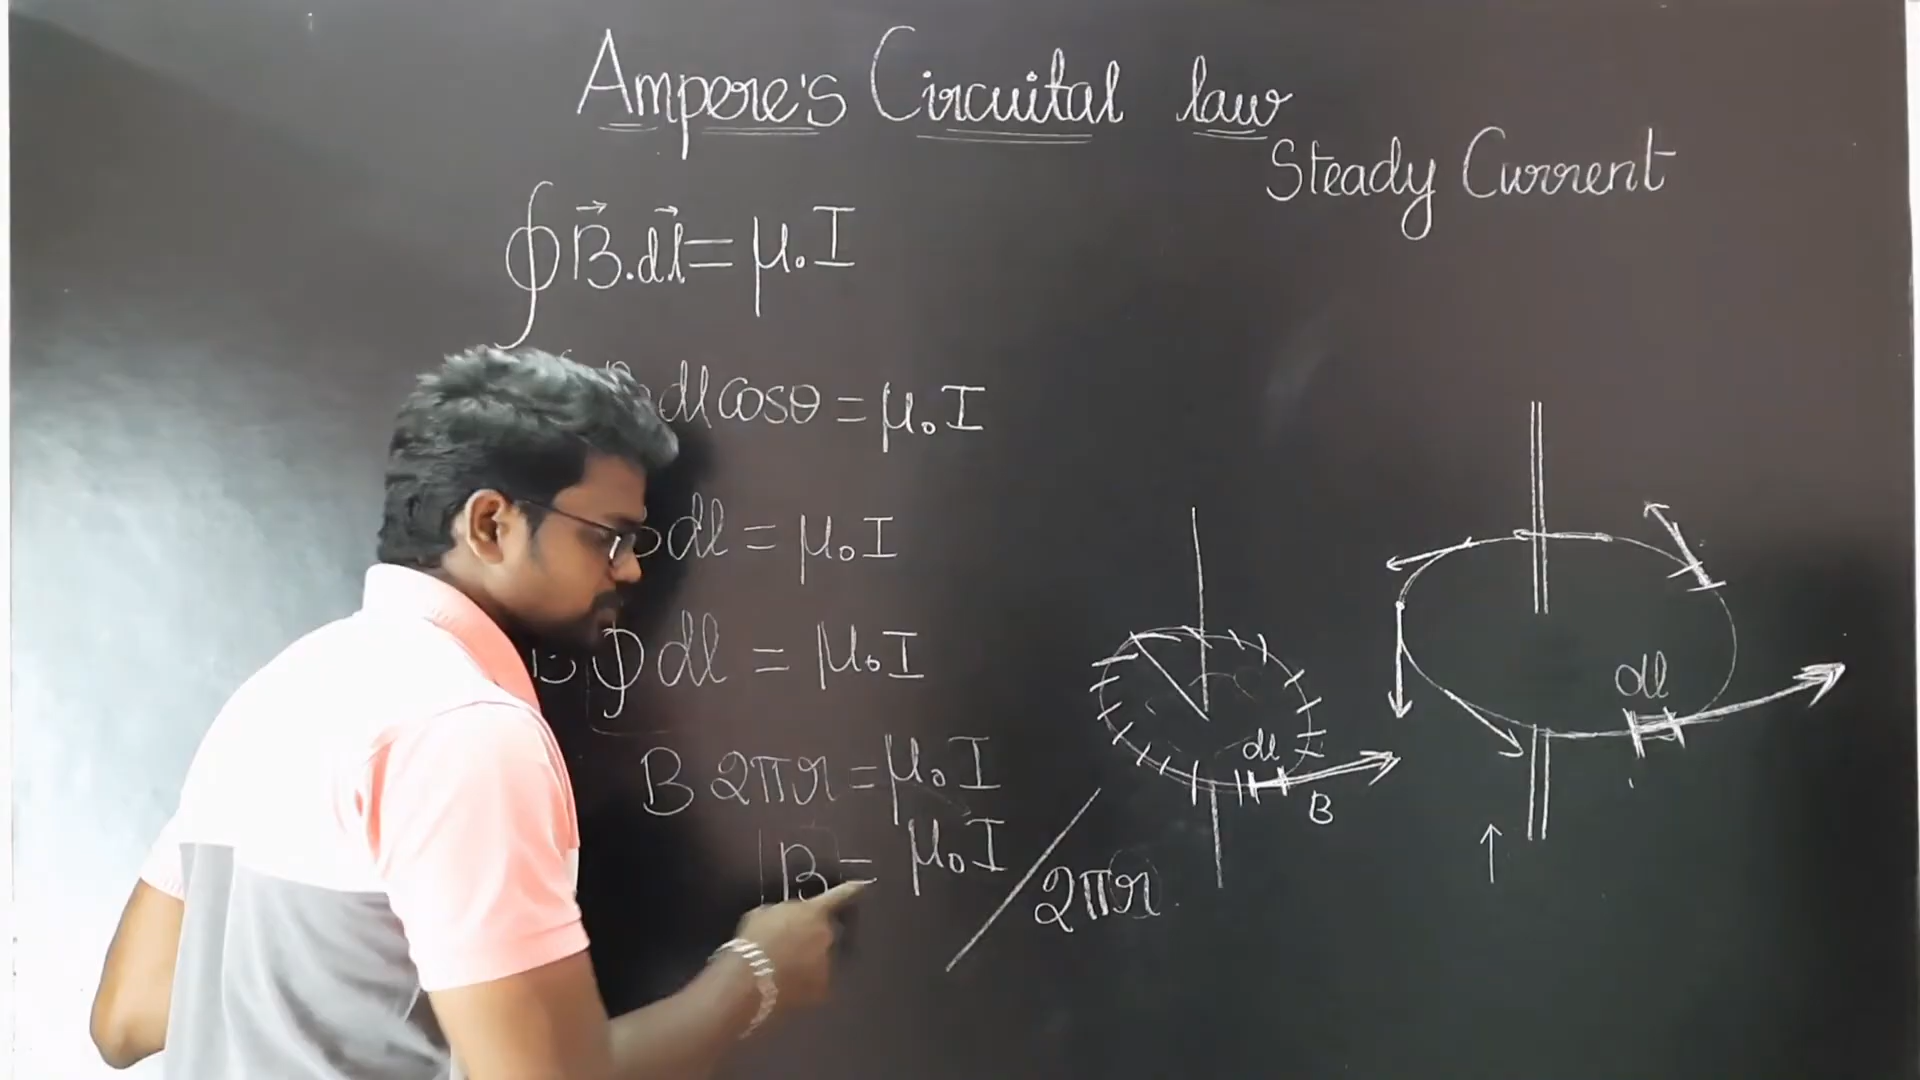 Ampere's Circuital law
Steady Current
∮B⃗.dl⃗ = μ₀I
dl cosθ = μ₀I
dl = μ₀I
B ∮dl = μ₀I
B 2πr = μ₀I
B = μ₀I / 2πr
dl
B
dl